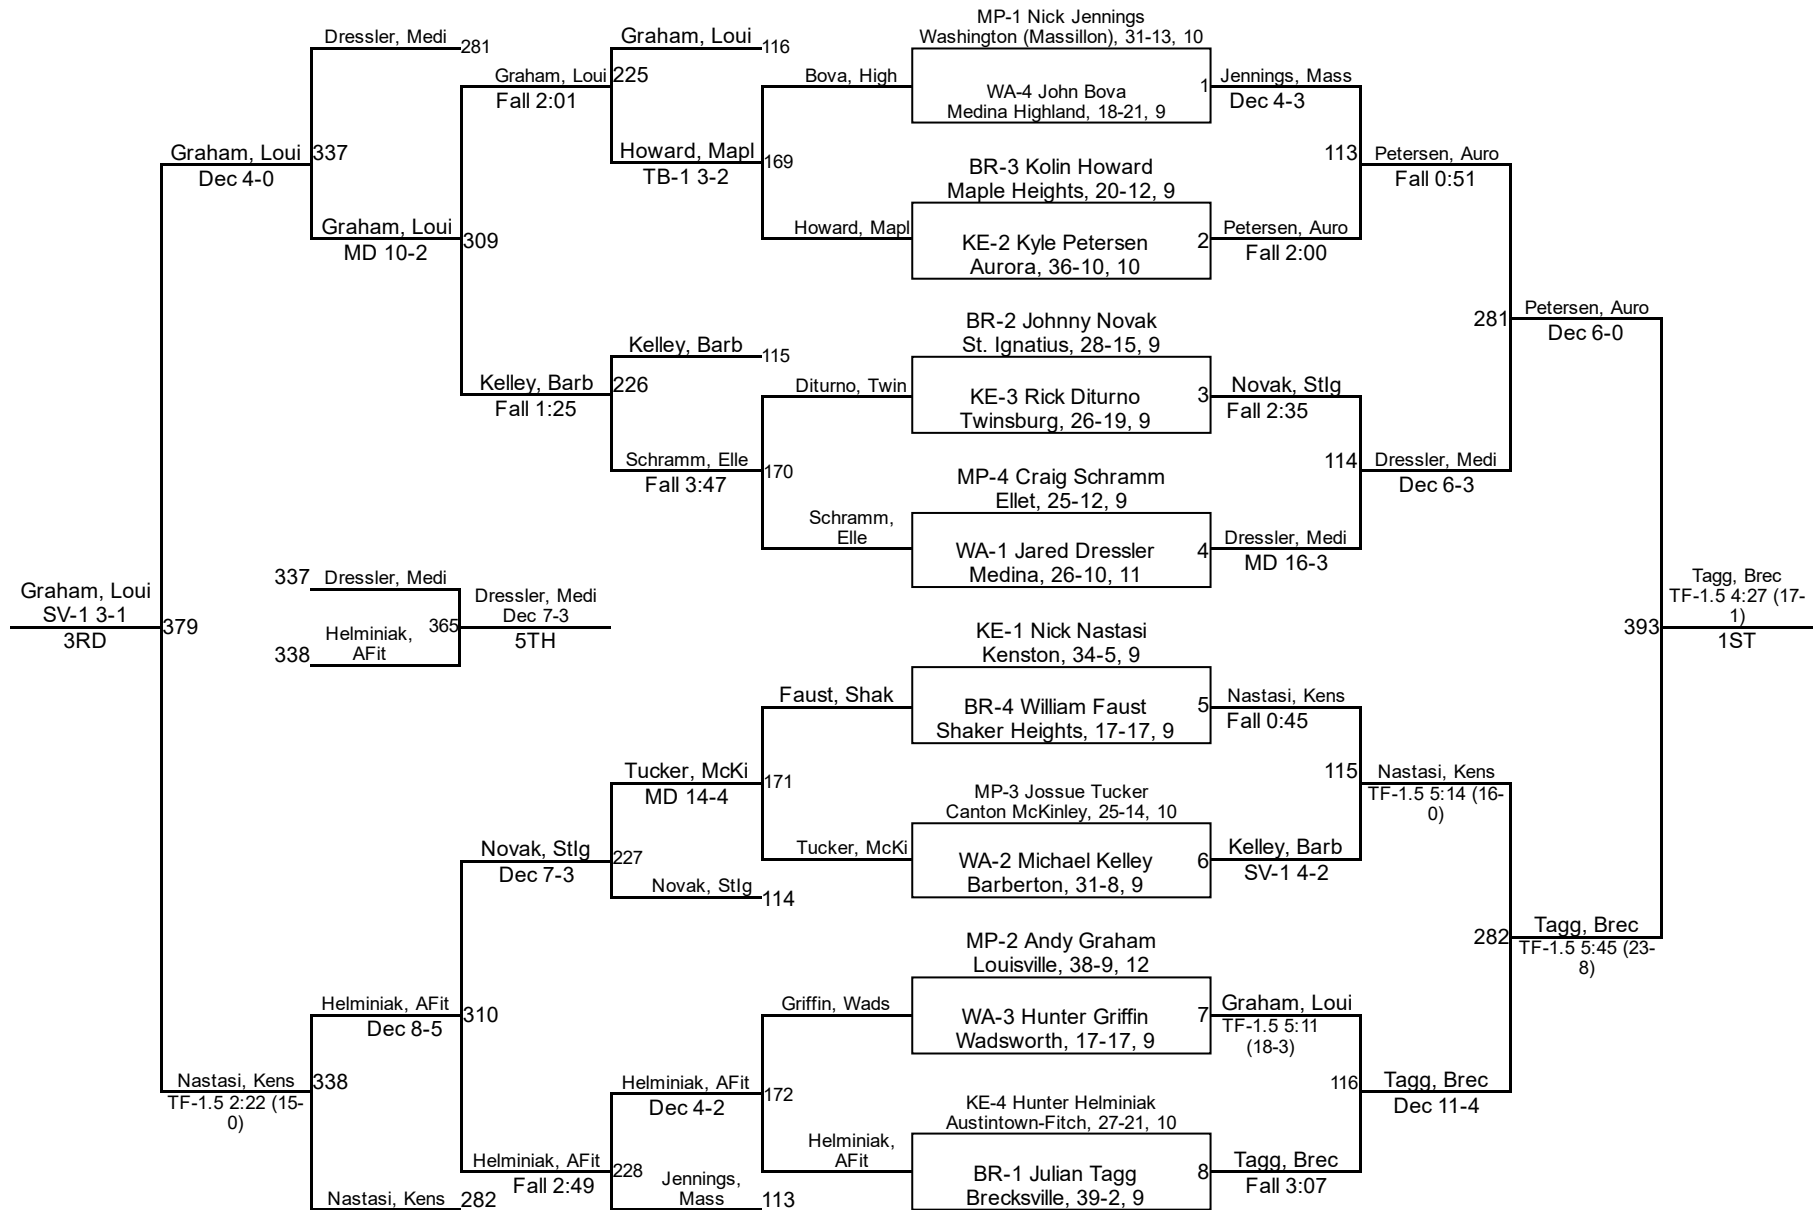 MP-1 Nick Jennings
Washington (Massillon), 31-13, 10
Dressler, Medi
281
Graham, Loui
116
Graham, Loui
225
Fall 2:01
Bova, High
WA-4 John Bova
Medina Highland, 18-21, 9
1
Jennings, Mass
Dec 4-3
Graham, Loui
337
Dec 4-0
Howard, Mapl
169
TB-1 3-2
BR-3 Kolin Howard
Maple Heights, 20-12, 9
113
Petersen, Auro
Fall 0:51
Graham, Loui
309
MD 10-2
Howard, Mapl
KE-2 Kyle Petersen
Aurora, 36-10, 10
2
Petersen, Auro
Fall 2:00
BR-2 Johnny Novak
St. Ignatius, 28-15, 9
281
Petersen, Auro
Dec 6-0
Kelley, Barb
115
Kelley, Barb
226
Fall 1:25
Diturno, Twin
KE-3 Rick Diturno
Twinsburg, 26-19, 9
3
Novak, StIg
Fall 2:35
Schramm, Elle
170
Fall 3:47
MP-4 Craig Schramm
Ellet, 25-12, 9
114
Dressler, Medi
Dec 6-3
Schramm,
Elle
WA-1 Jared Dressler
Medina, 26-10, 11
4
Dressler, Medi
MD 16-3
Graham, Loui
SV-1 3-1
379
3RD
337
Dressler, Medi
338
Helminiak,
AFit
365
Dressler, Medi
Dec 7-3
5TH
KE-1 Nick Nastasi
Kenston, 34-5, 9
393
Tagg, Brec
TF-1.5 4:27 (17-
1)
1ST
Faust, Shak
BR-4 William Faust
Shaker Heights, 17-17, 9
5
Nastasi, Kens
Fall 0:45
Tucker, McKi
171
MD 14-4
MP-3 Jossue Tucker
Canton McKinley, 25-14, 10
115
Nastasi, Kens
TF-1.5 5:14 (16-
0)
Novak, StIg
227
Dec 7-3
Tucker, McKi
WA-2 Michael Kelley
Barberton, 31-8, 9
6
Kelley, Barb
SV-1 4-2
Novak, StIg
114
MP-2 Andy Graham
Louisville, 38-9, 12
282
Tagg, Brec
TF-1.5 5:45 (23-
8)
Helminiak, AFit
310
Dec 8-5
Griffin, Wads
WA-3 Hunter Griffin
Wadsworth, 17-17, 9
7
Graham, Loui
TF-1.5 5:11
(18-3)
Nastasi, Kens
338
TF-1.5 2:22 (15-
0)
Helminiak, AFit
172
Dec 4-2
KE-4 Hunter Helminiak
Austintown-Fitch, 27-21, 10
116
Tagg, Brec
Dec 11-4
Helminiak, AFit
228
Fall 2:49
Helminiak,
AFit
BR-1 Julian Tagg
Brecksville, 39-2, 9
8
Tagg, Brec
Fall 3:07
Nastasi, Kens
282
Jennings,
Mass
113